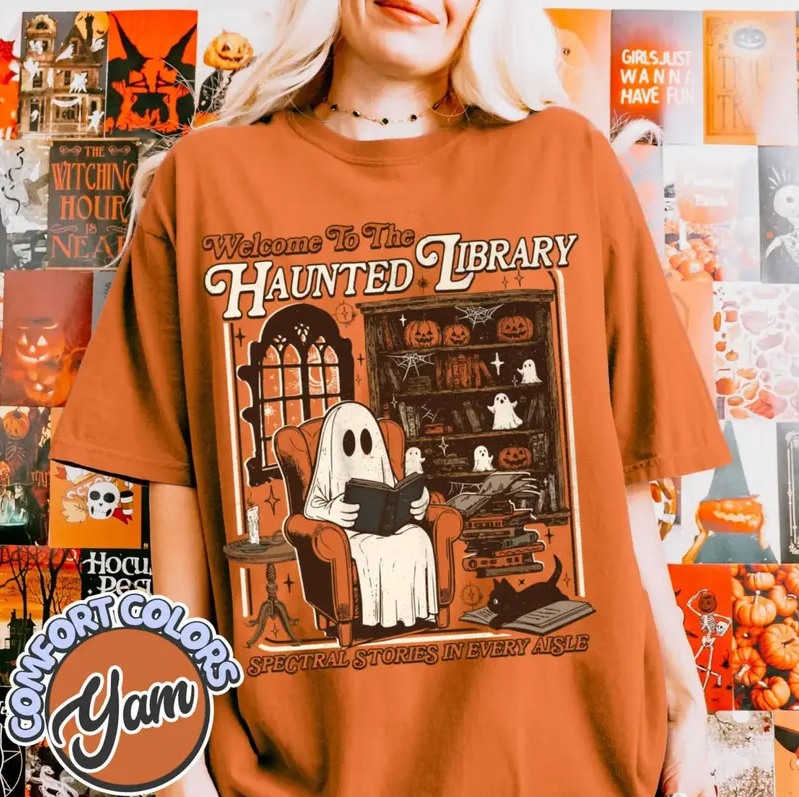 GIRLS JUST
WANNA
HAVE FUN
THE
WITCHING
HOUR
IS
NEAR
Welcome To The
HAUNTED LIBRARY
SPECTRAL STORIES IN EVERY AISLE
HOCU
COMFORT COLORS
Yam